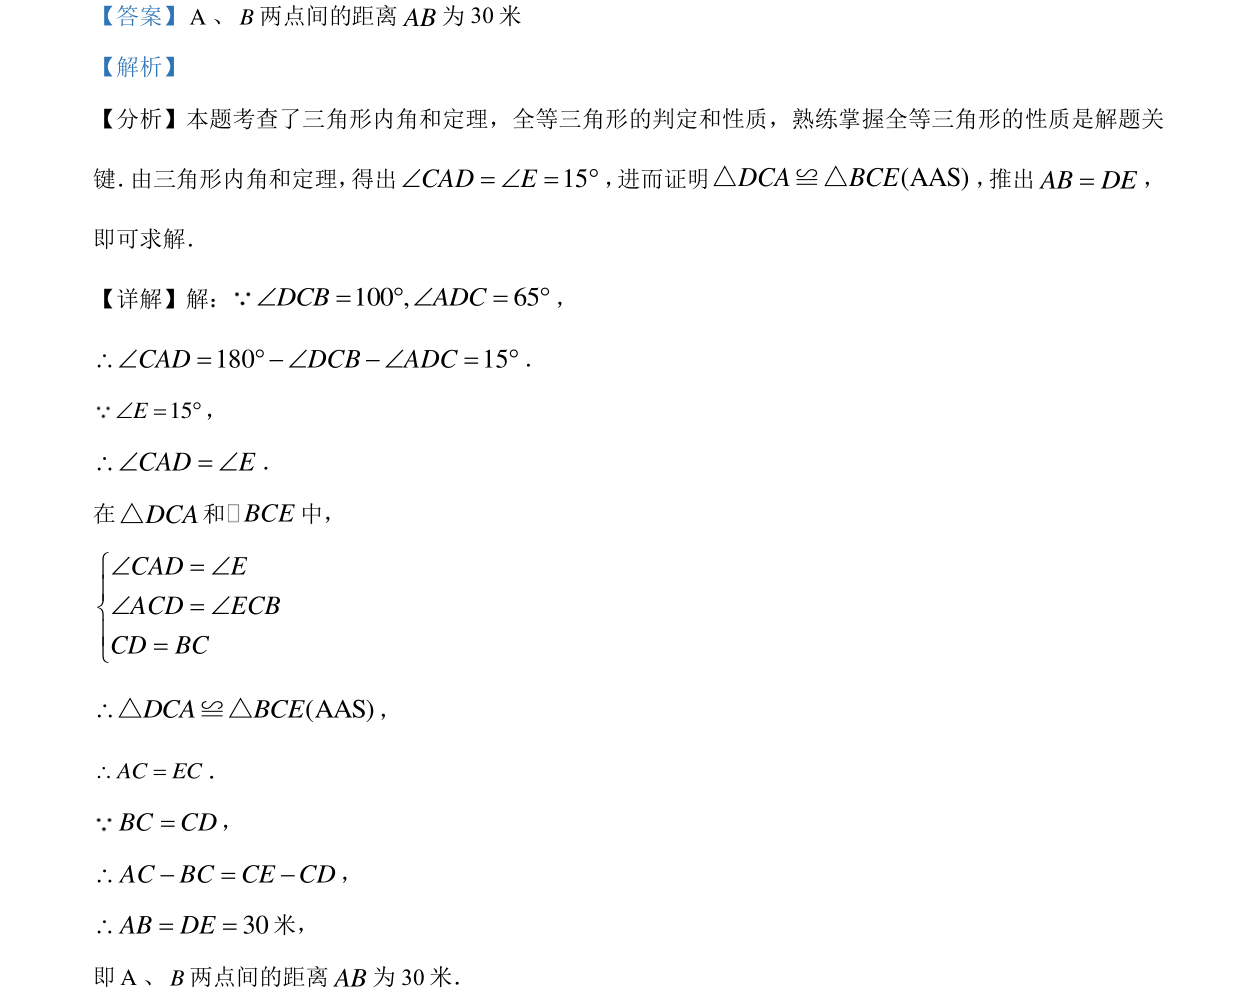 【答案】A 、 B 两点间的距离 AB 为 30 米
【解析】
【分析】本题考查了三角形内角和定理，全等三角形的判定和性质，熟练掌握全等三角形的性质是解题关
键．由三角形内角和定理，得出 ∠CAD = ∠E = 15° ，进而证明 △DCA ≌ △BCE(AAS) ，推出 AB = DE ，
即可求解．
【详解】解：∵ ∠DCB = 100°, ∠ADC = 65° ，
∴ ∠CAD = 180° − ∠DCB − ∠ADC = 15° ．
∵ ∠E = 15° ，
∴ ∠CAD = ∠E ．
在 △DCA 和 □BCE 中，
{∠CAD = ∠E
∠ACD = ∠ECB
CD = BC
∴ △DCA ≌ △BCE(AAS) ，
∴ AC = EC ．
∵ BC = CD ，
∴ AC − BC = CE − CD ，
∴ AB = DE = 30 米，
即 A 、 B 两点间的距离 AB 为 30 米．